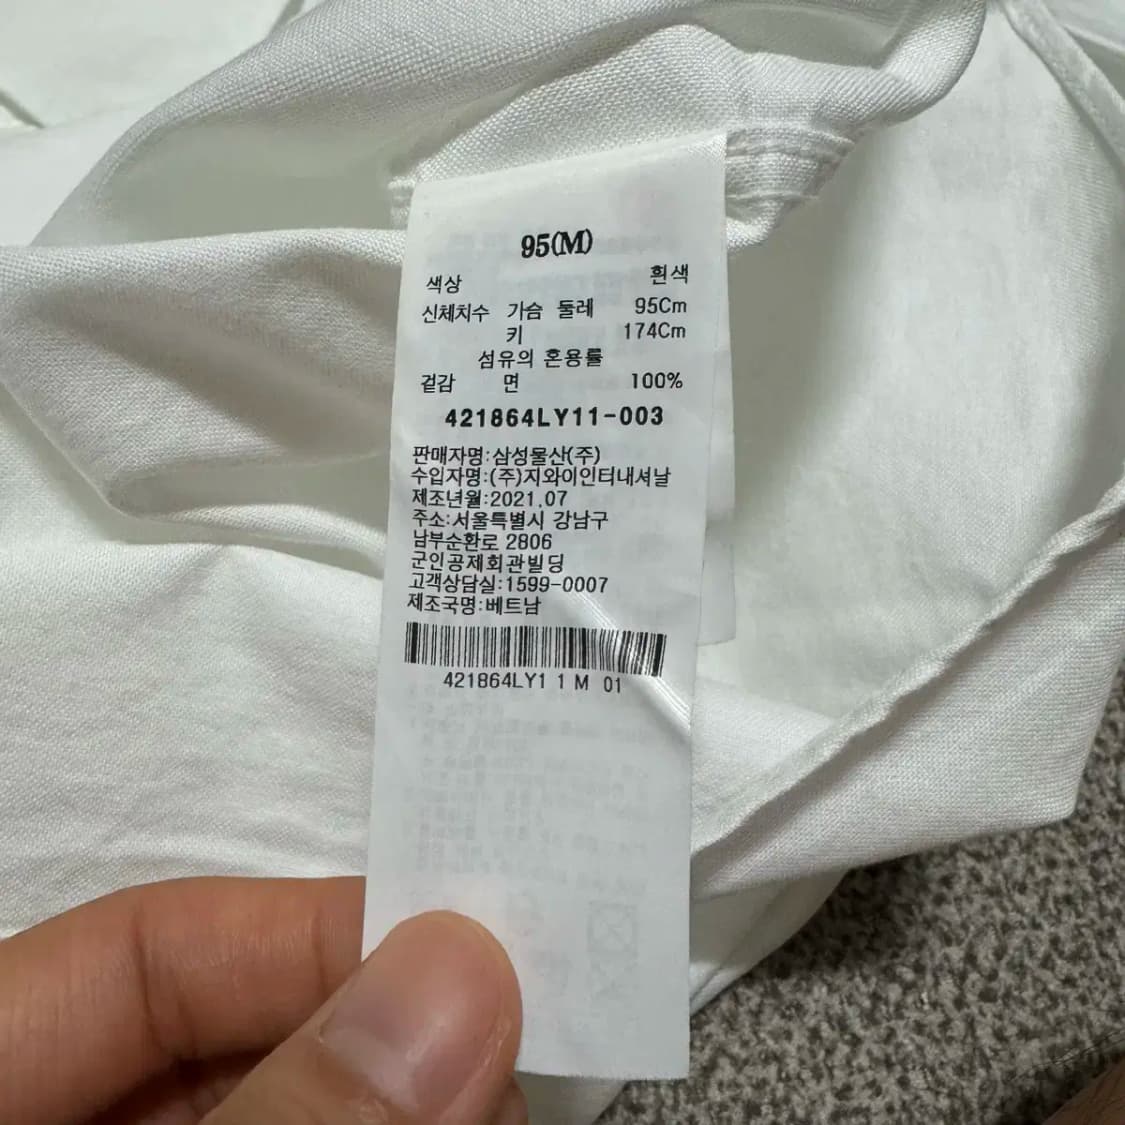 95(M)
색상 흰색
신체치수 가슴 둘레 95Cm
키 174Cm
섬유의 혼용률
겉감 면 100%
421864LY11-003
판매자명:삼성물산(주)
수입자명:(주)지와이인터내셔날
제조년월:2021.07
주소:서울특별시 강남구
남부순환로 2806
군인공제회관빌딩
고객상담실:1599-0007
제조국명:베트남
421864LY1 1 M 01